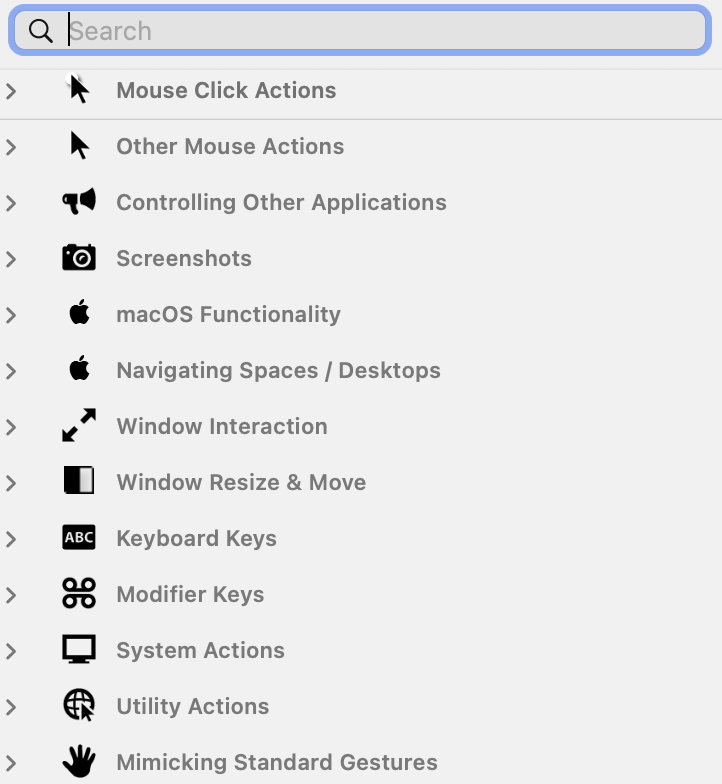 Search
Mouse Click Actions
Other Mouse Actions
Controlling Other Applications
Screenshots
macOS Functionality
Navigating Spaces / Desktops
Window Interaction
Window Resize & Move
ABC Keyboard Keys
Modifier Keys
System Actions
Utility Actions
Mimicking Standard Gestures